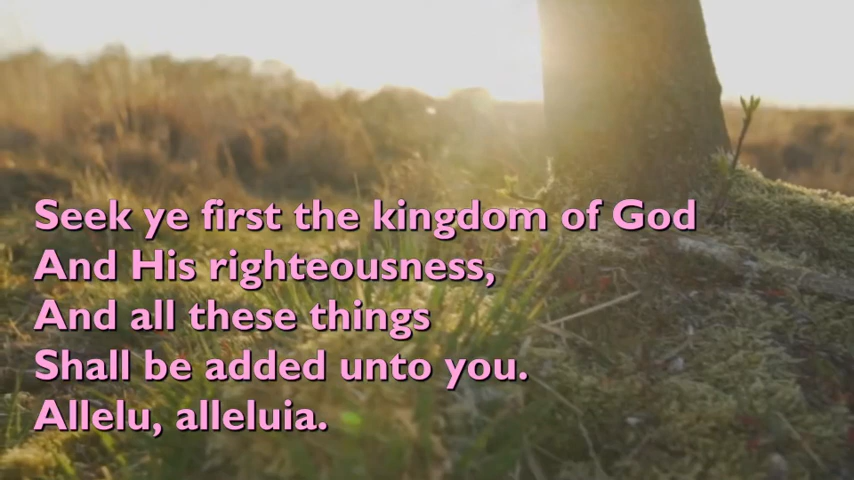 Seek ye first the kingdom of God
And His righteousness,
And all these things
Shall be added unto you.
Allelu, alleluia.